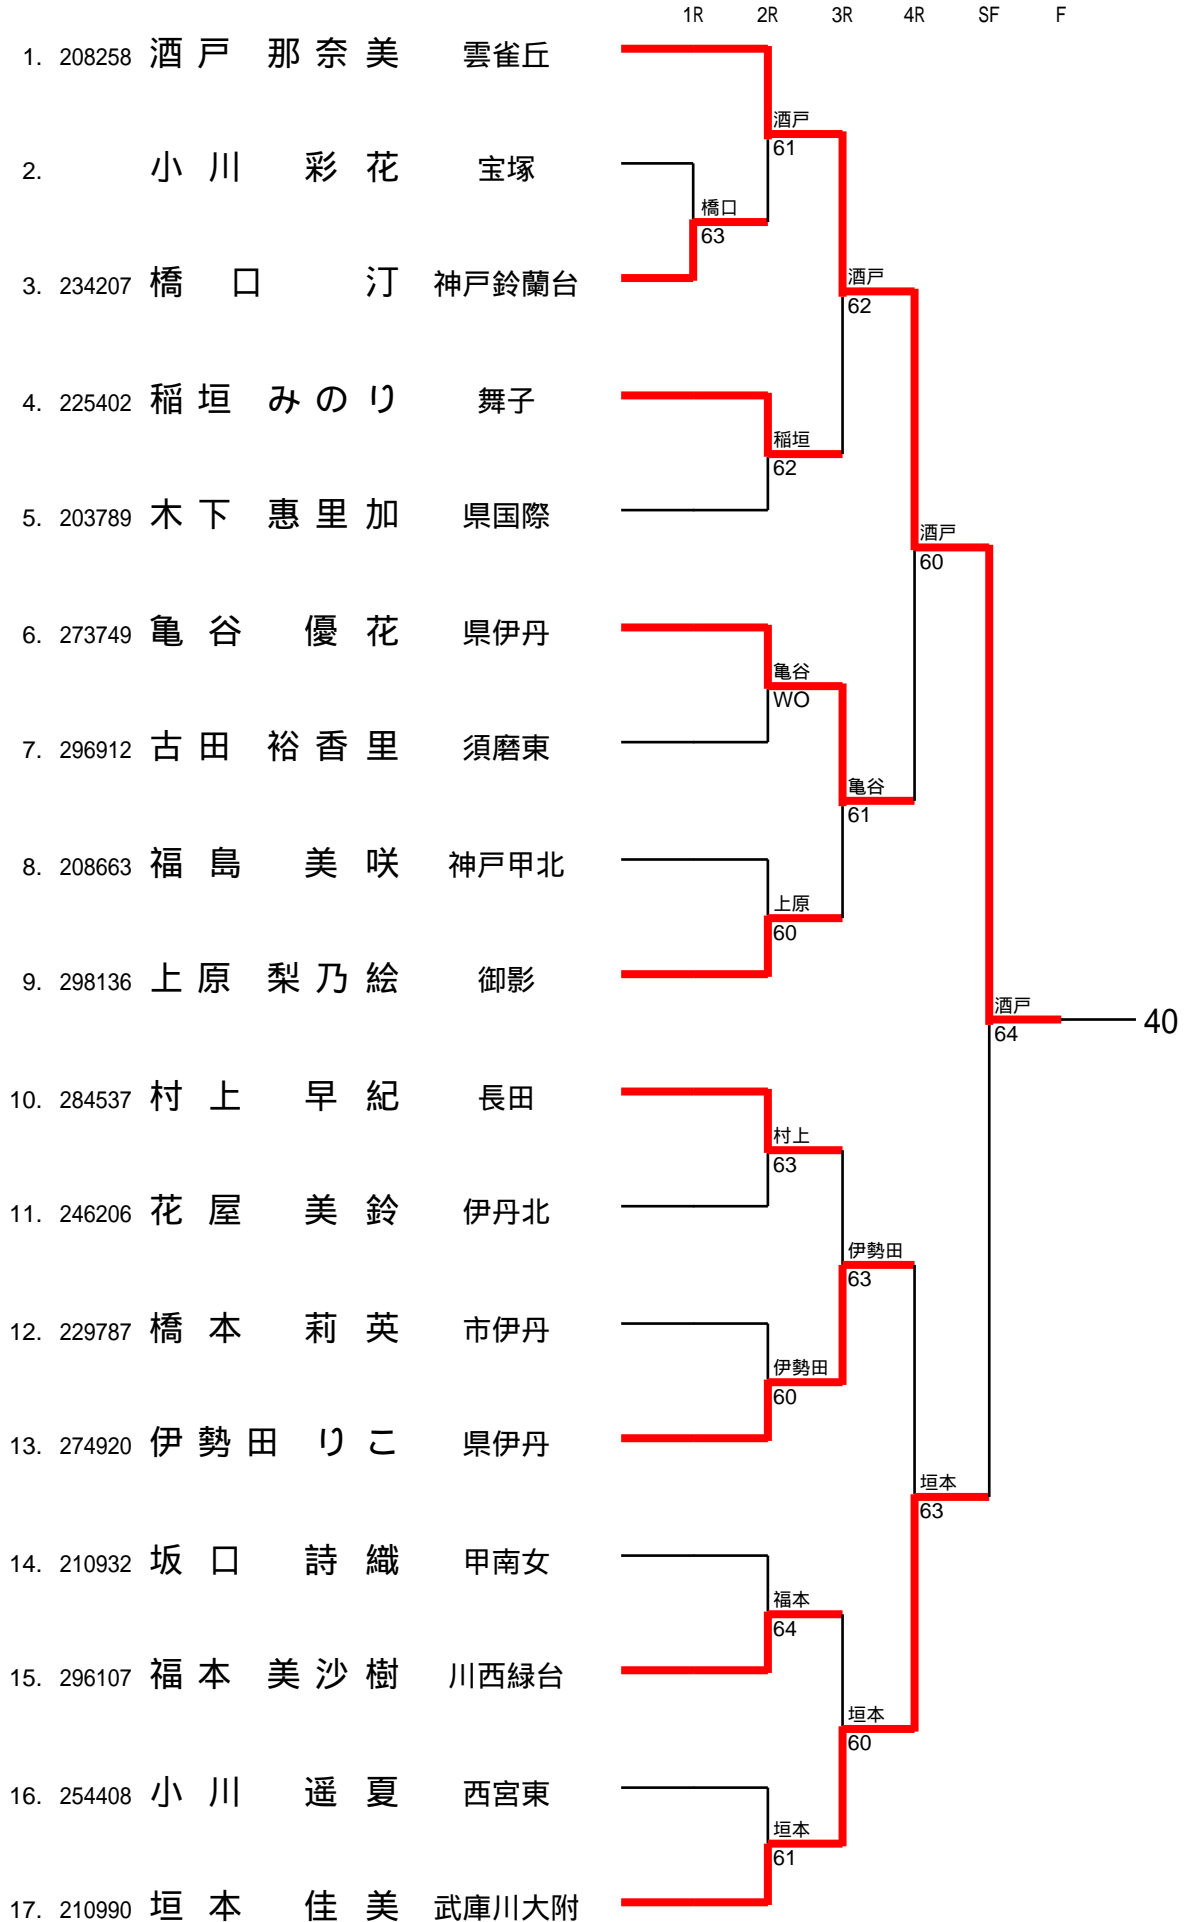 1R 2R 3R 4R SF F
1. 208258 酒戸 那奈美 雲雀丘
酒戸
61
2. 小川 彩花 宝塚
橋口
63
3. 234207 橋口 汀 神戸鈴蘭台
酒戸
62
4. 225402 稲垣 みのり 舞子
稲垣
62
5. 203789 木下 惠里加 県国際
酒戸
60
6. 273749 亀谷 優花 県伊丹
亀谷
WO
7. 296912 古田 裕香里 須磨東
亀谷
61
8. 208663 福島 美咲 神戸甲北
上原
60
9. 298136 上原 梨乃絵 御影
酒戸
64
40
10. 284537 村上 早紀 長田
村上
63
11. 246206 花屋 美鈴 伊丹北
伊勢田
63
12. 229787 橋本 莉英 市伊丹
伊勢田
60
13. 274920 伊勢田 りこ 県伊丹
垣本
63
14. 210932 坂口 詩織 甲南女
福本
64
15. 296107 福本 美沙樹 川西緑台
垣本
60
16. 254408 小川 遥夏 西宮東
垣本
61
17. 210990 垣本 佳美 武庫川大附